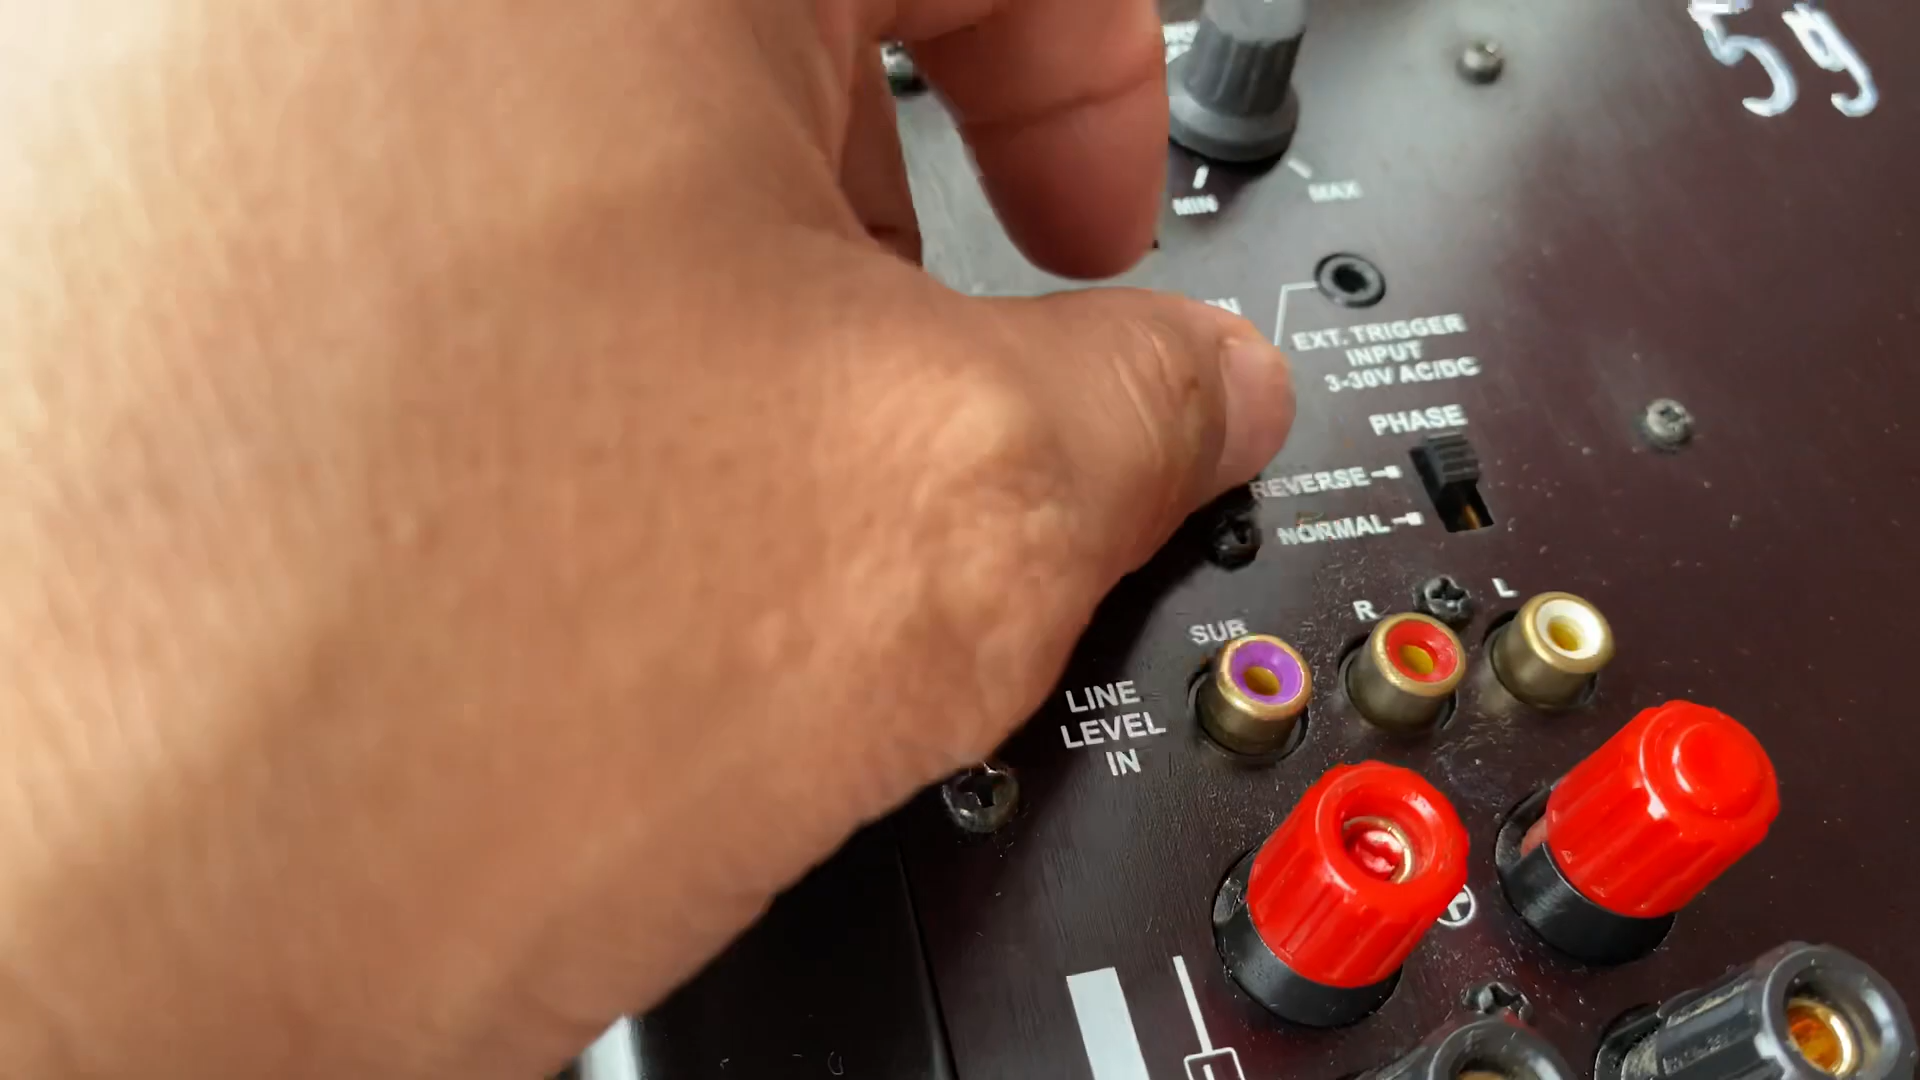 59
MIN
MAX
EXT. TRIGGER
INPUT
3-30V AC/DC
PHASE
REVERSE
NORMAL
SUB
R
L
LINE
LEVEL
IN